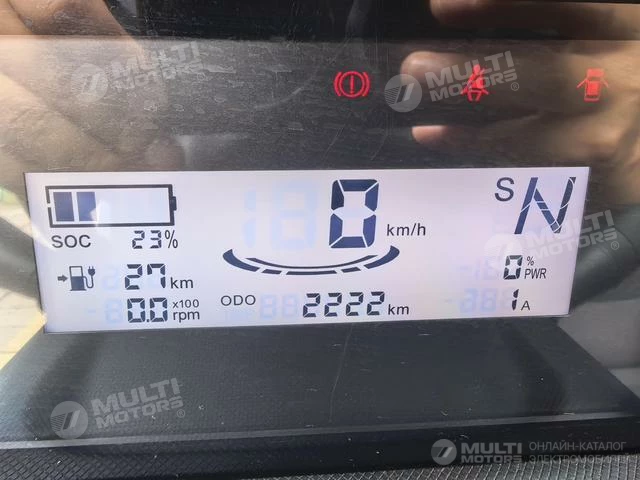 MULTI MOTORS®
MULTI MOTORS®
0 km/h
S N
SOC 23%
27 km
0 % PWR
0.0 x100 rpm
ODO 2222 km
1 A
MULTI MOTORS®
MULTI MOTORS®
MULTI MOTORS
ОНЛАЙН-КАТАЛОГ
ЭЛЕКТРОМОБИЛЕЙ